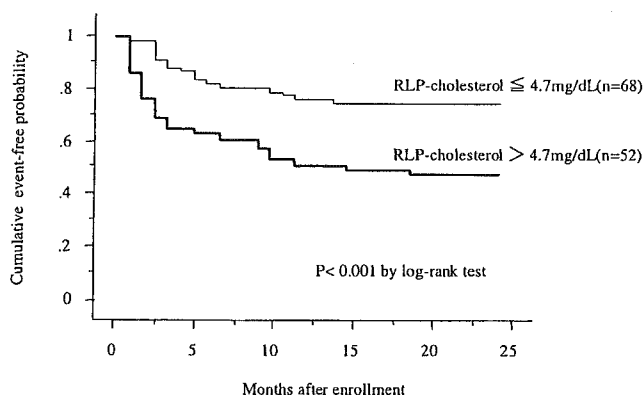 Cumulative event-free probability
1
.8
.6
.4
.2
0
RLP-cholesterol ≦ 4.7mg/dL(n=68)
RLP-cholesterol > 4.7mg/dL(n=52)
P< 0.001 by log-rank test
0 5 10 15 20 25
Months after enrollment